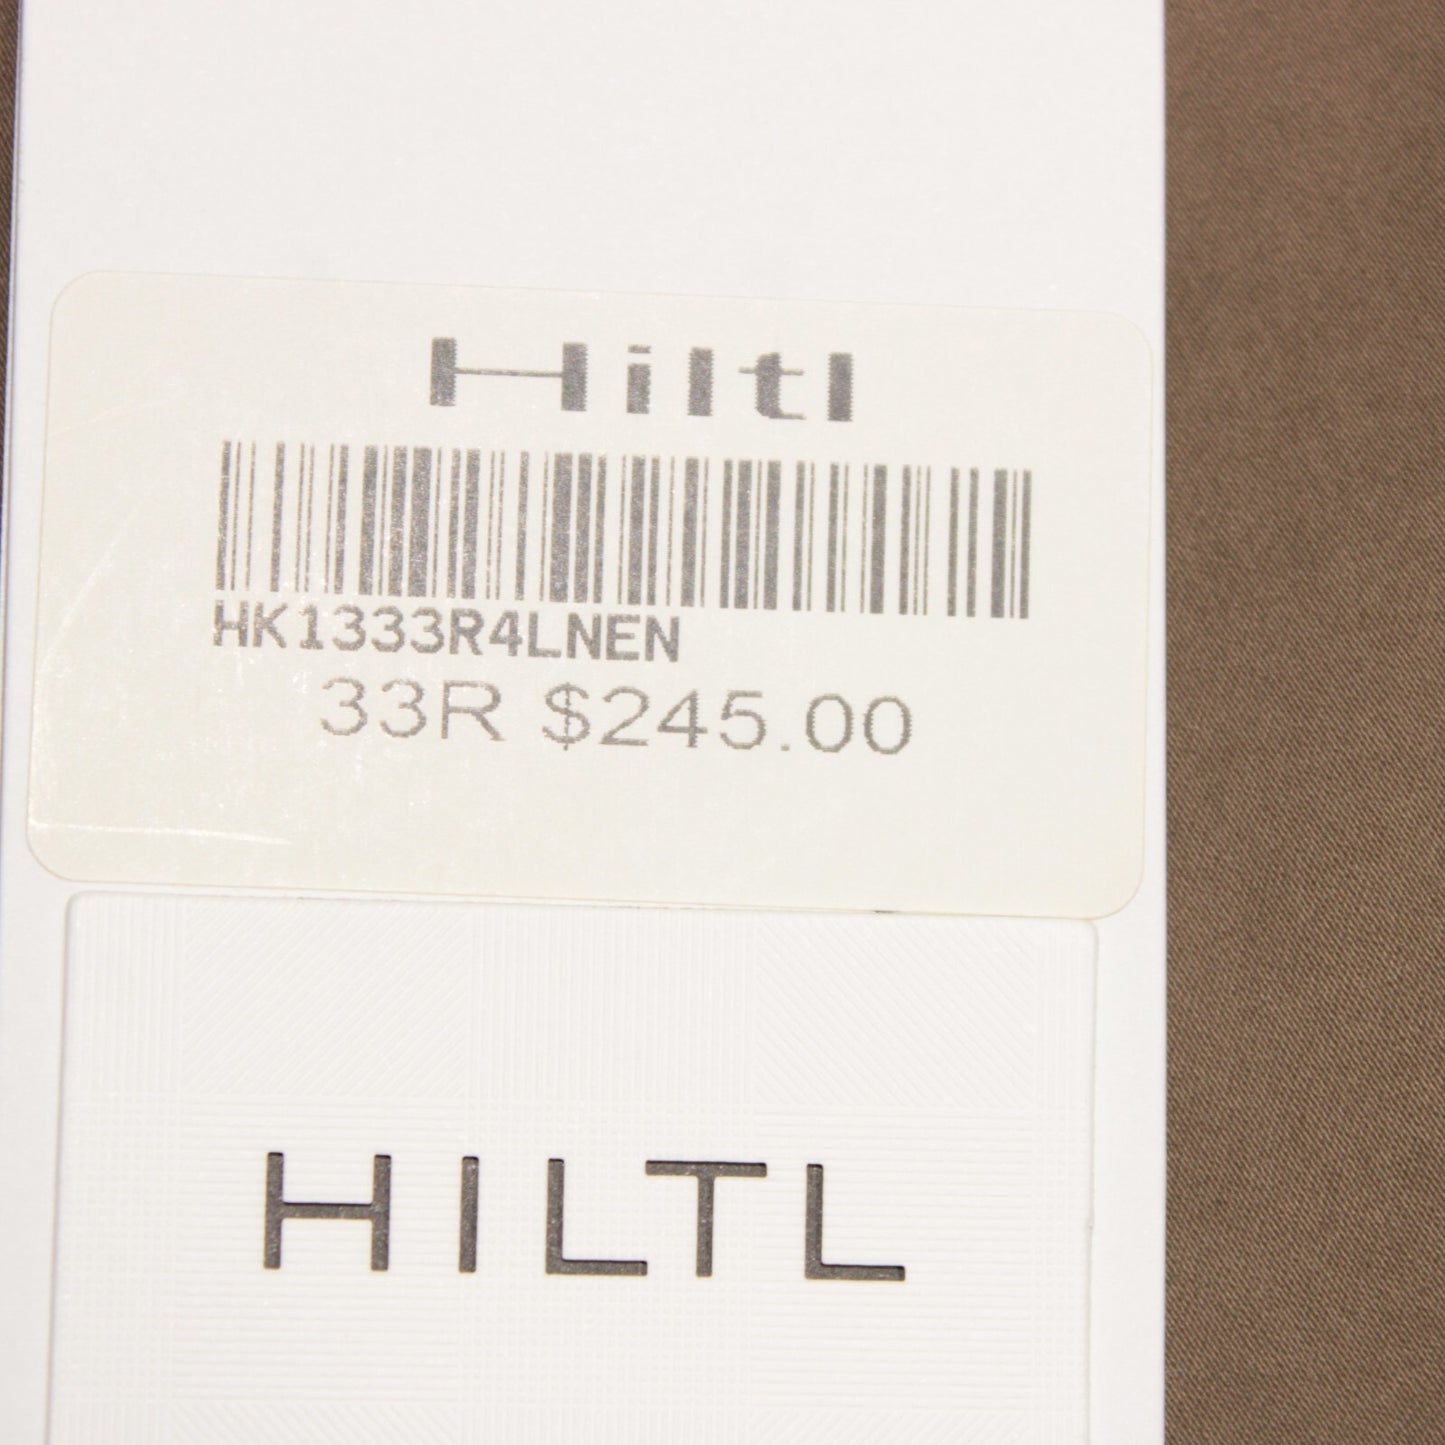 Hiltl
HK1333R4LNEN
33R $245.00
HILTL